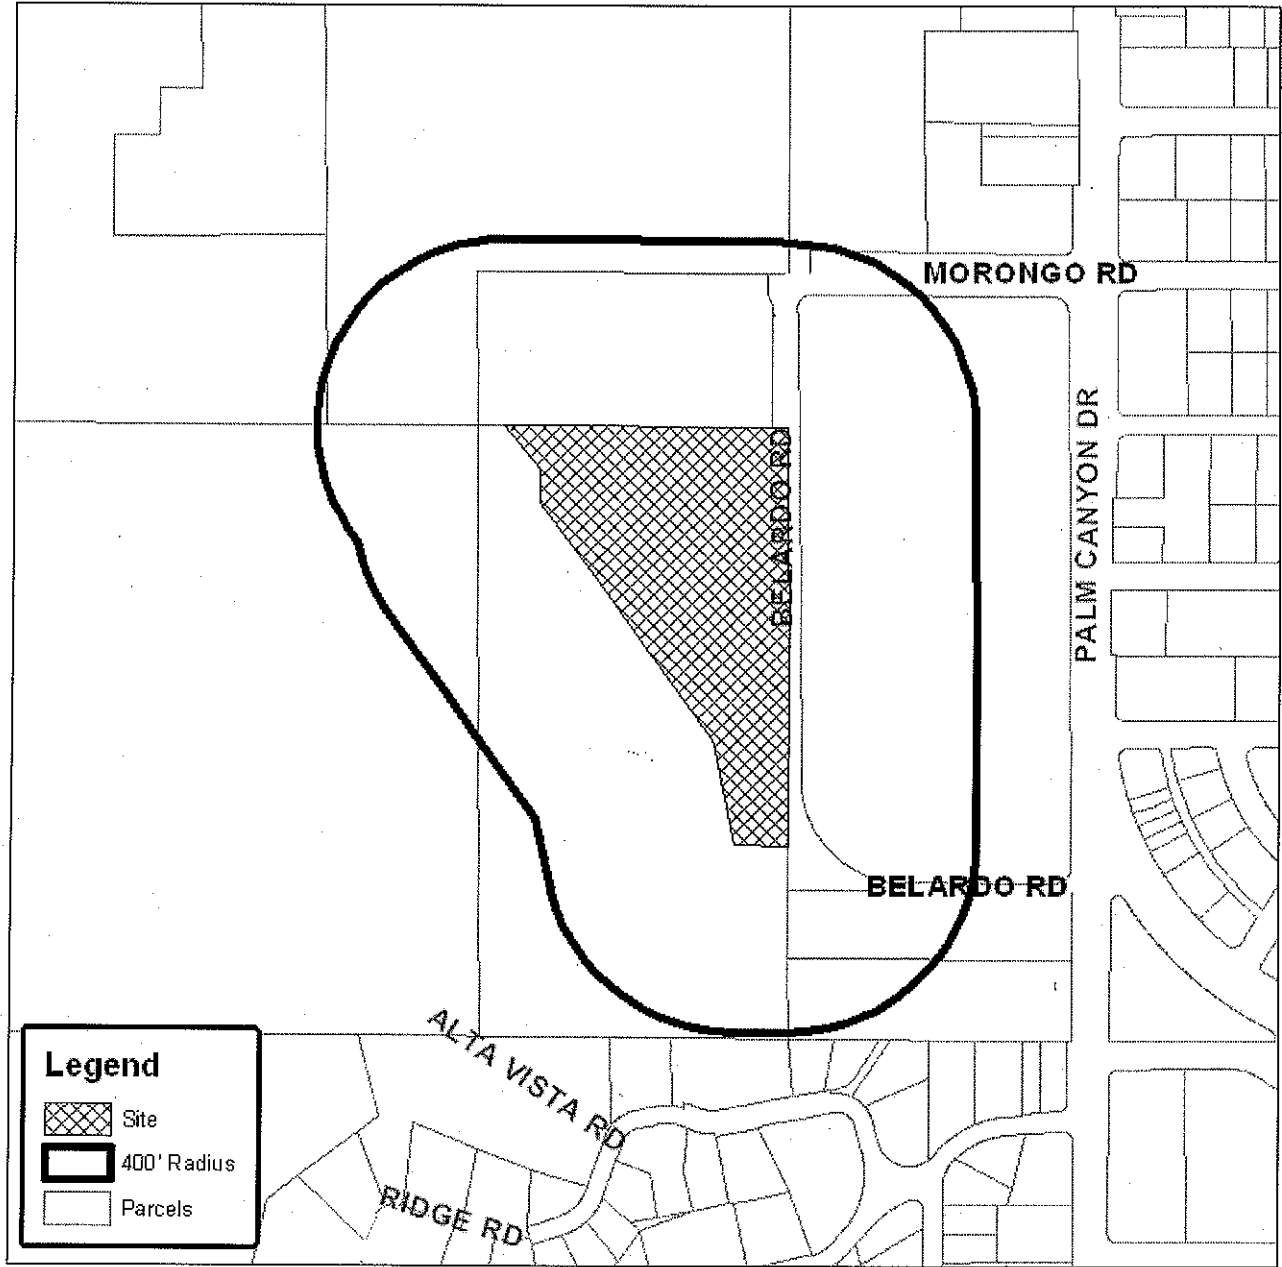 MORONGO RD
PALM CANYON DR
BELARDO RD
BELARDO RD
ALTA VISTA RD
RIDGE RD
Legend
Site
400' Radius
Parcels